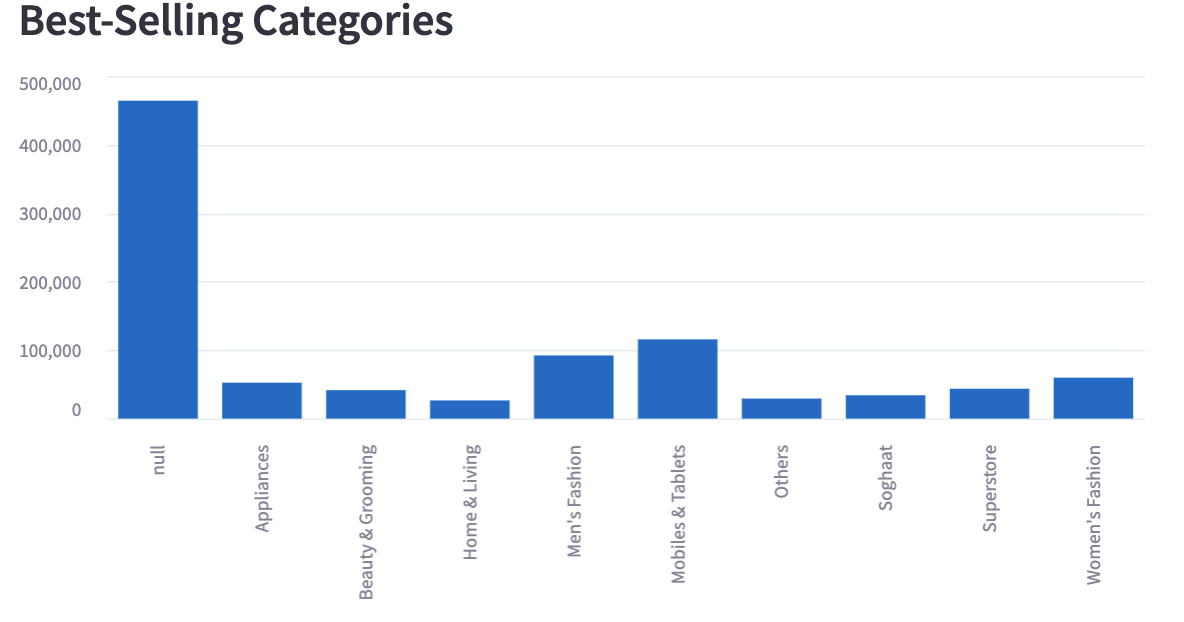 Best-Selling Categories
500,000
400,000
300,000
200,000
100,000
0
null
Appliances
Beauty & Grooming
Home & Living
Men's Fashion
Mobiles & Tablets
Others
Soghaat
Superstore
Women's Fashion